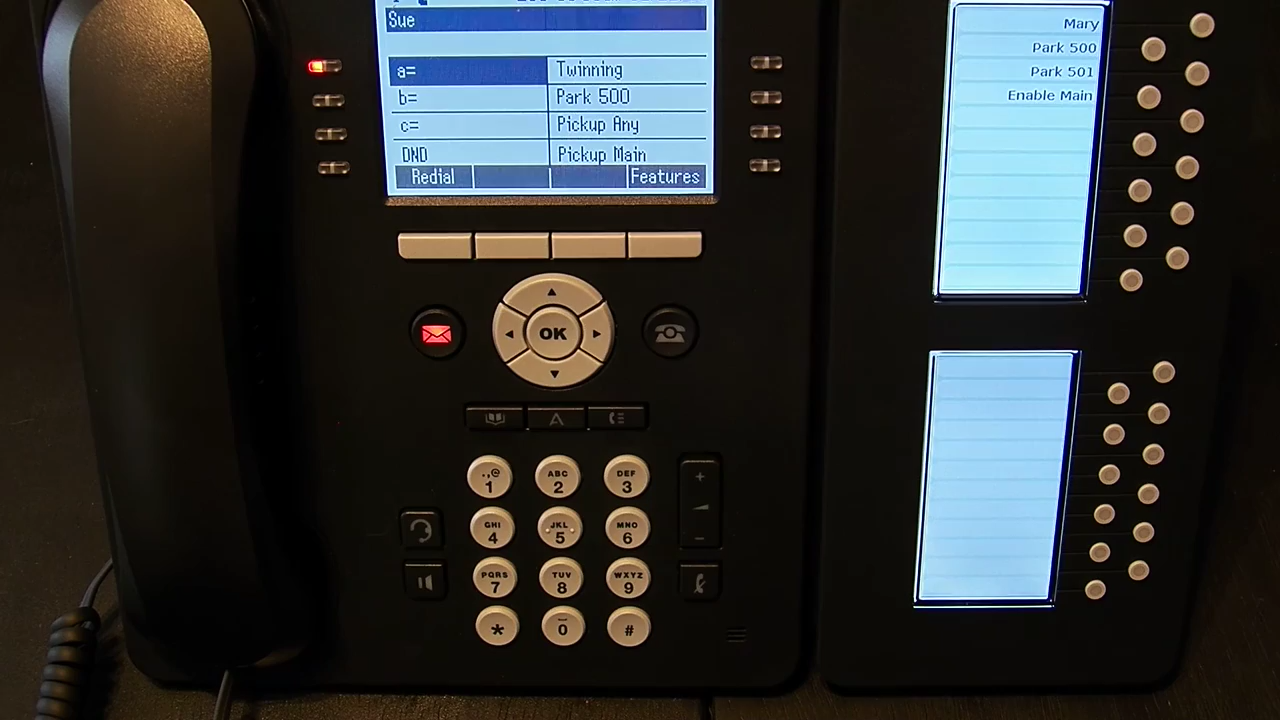 Sue
a= Twinning
b= Park 500
c= Pickup Any
DND Pickup Main
Redial Features
Mary
Park 500
Park 501
Enable Main
OK
.,@ ABC DEF
1 2 3
GHI JKL MNO
4 5 6
PQRS TUV WXYZ
7 8 9
* 0 #
+
A
-